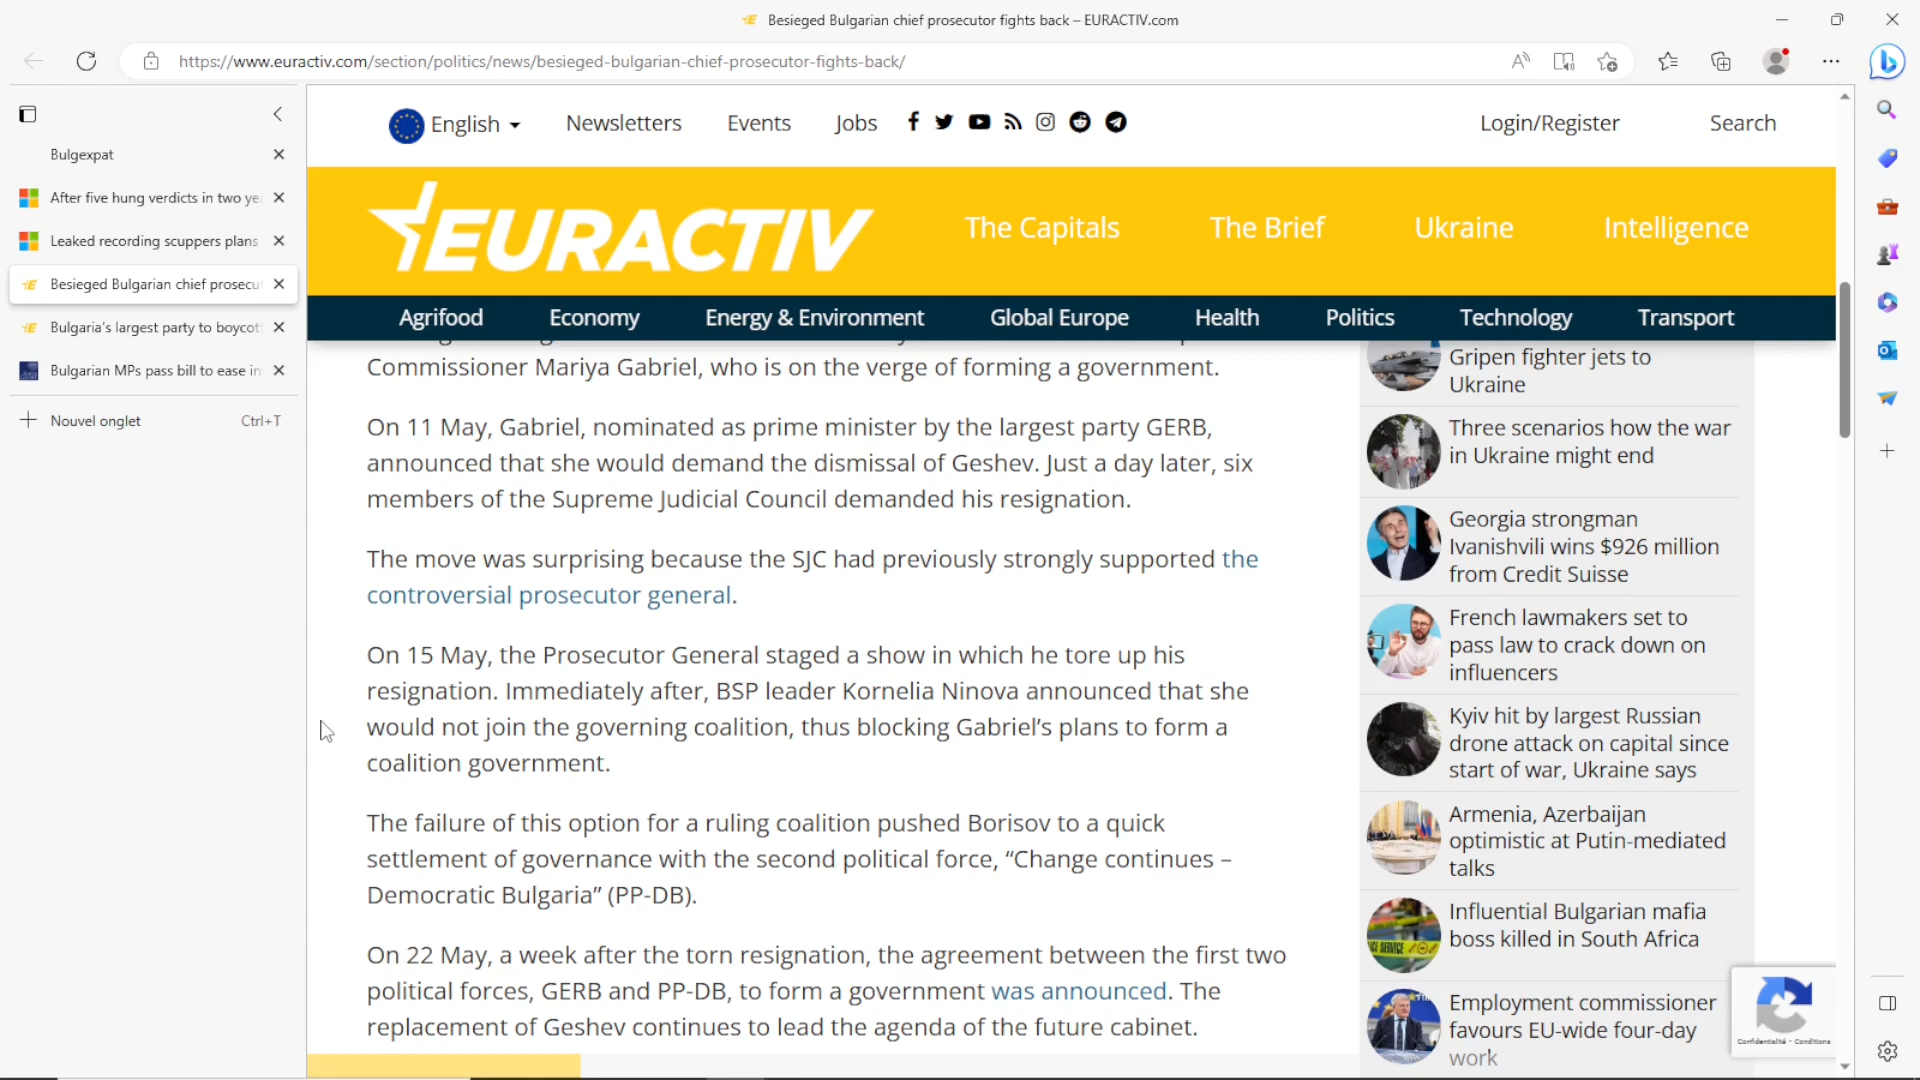 Besieged Bulgarian chief prosecutor fights back – EURACTIV.com
https://www.euractiv.com/section/politics/news/besieged-bulgarian-chief-prosecutor-fights-back/
Bulgexpat
After five hung verdicts in two ye
Leaked recording scuppers plans
Besieged Bulgarian chief prosecu
Bulgaria's largest party to boycot
Bulgarian MPs pass bill to ease in
Nouvel onglet Ctrl+T
English Newsletters Events Jobs Login/Register Search
EURACTIV The Capitals The Brief Ukraine Intelligence
Agrifood Economy Energy & Environment Global Europe Health Politics Technology Transport
Commissioner Mariya Gabriel, who is on the verge of forming a government.
On 11 May, Gabriel, nominated as prime minister by the largest party GERB,
announced that she would demand the dismissal of Geshev. Just a day later, six
members of the Supreme Judicial Council demanded his resignation.
The move was surprising because the SJC had previously strongly supported the
controversial prosecutor general.
On 15 May, the Prosecutor General staged a show in which he tore up his
resignation. Immediately after, BSP leader Kornelia Ninova announced that she
would not join the governing coalition, thus blocking Gabriel's plans to form a
coalition government.
The failure of this option for a ruling coalition pushed Borisov to a quick
settlement of governance with the second political force, “Change continues –
Democratic Bulgaria” (PP-DB).
On 22 May, a week after the torn resignation, the agreement between the first two
political forces, GERB and PP-DB, to form a government was announced. The
replacement of Geshev continues to lead the agenda of the future cabinet.
Gripen fighter jets to
Ukraine
Three scenarios how the war
in Ukraine might end
Georgia strongman
Ivanishvili wins $926 million
from Credit Suisse
French lawmakers set to
pass law to crack down on
influencers
Kyiv hit by largest Russian
drone attack on capital since
start of war, Ukraine says
Armenia, Azerbaijan
optimistic at Putin-mediated
talks
Influential Bulgarian mafia
boss killed in South Africa
Employment commissioner
favours EU-wide four-day
work
Confidentialité - Conditions